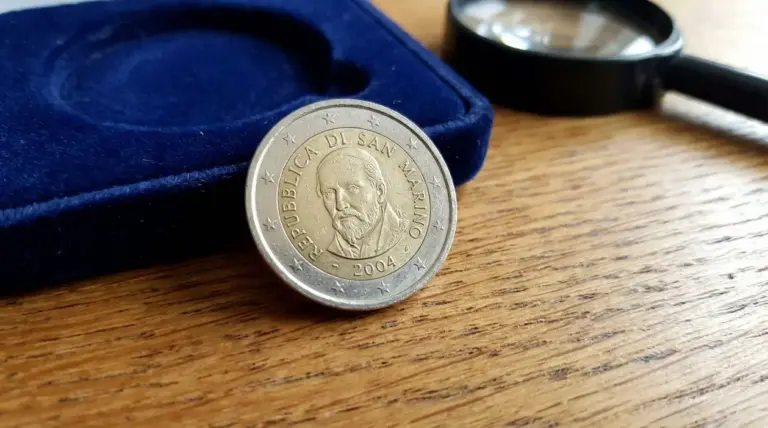 REPUBBLICA DI SAN MARINO
2004